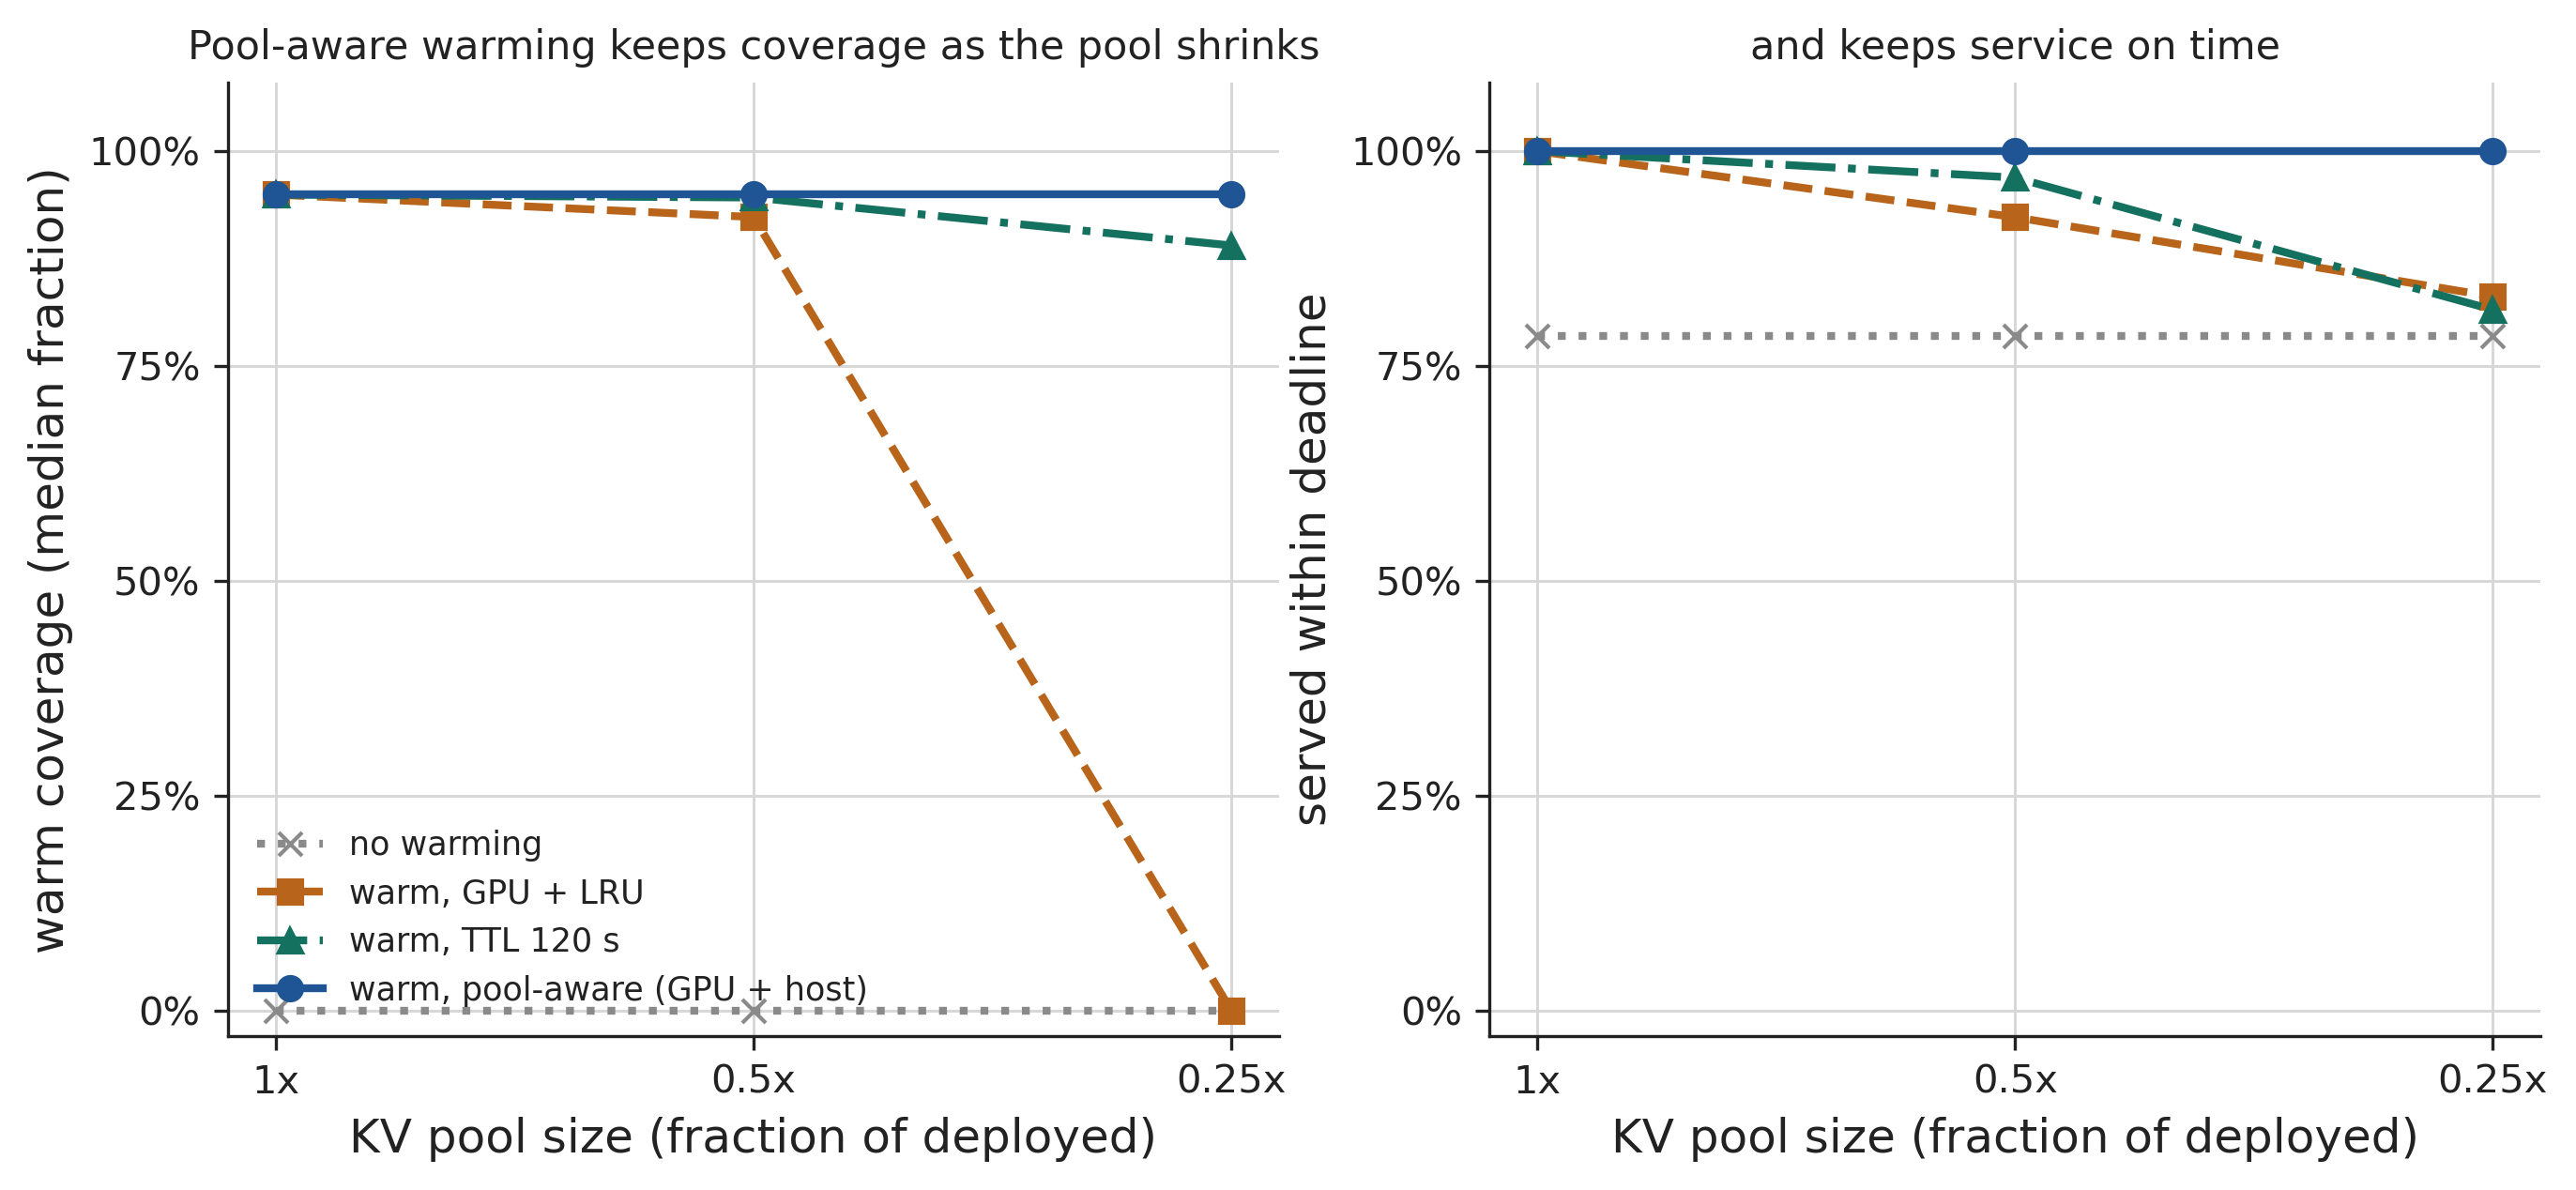 Pool-aware warming keeps coverage as the pool shrinks
warm coverage (median fraction)
100%
75%
50%
25%
0%
no warming
warm, GPU + LRU
warm, TTL 120 s
warm, pool-aware (GPU + host)
1x
0.5x
0.25x
KV pool size (fraction of deployed)
and keeps service on time
served within deadline
100%
75%
50%
25%
0%
1x
0.5x
0.25x
KV pool size (fraction of deployed)